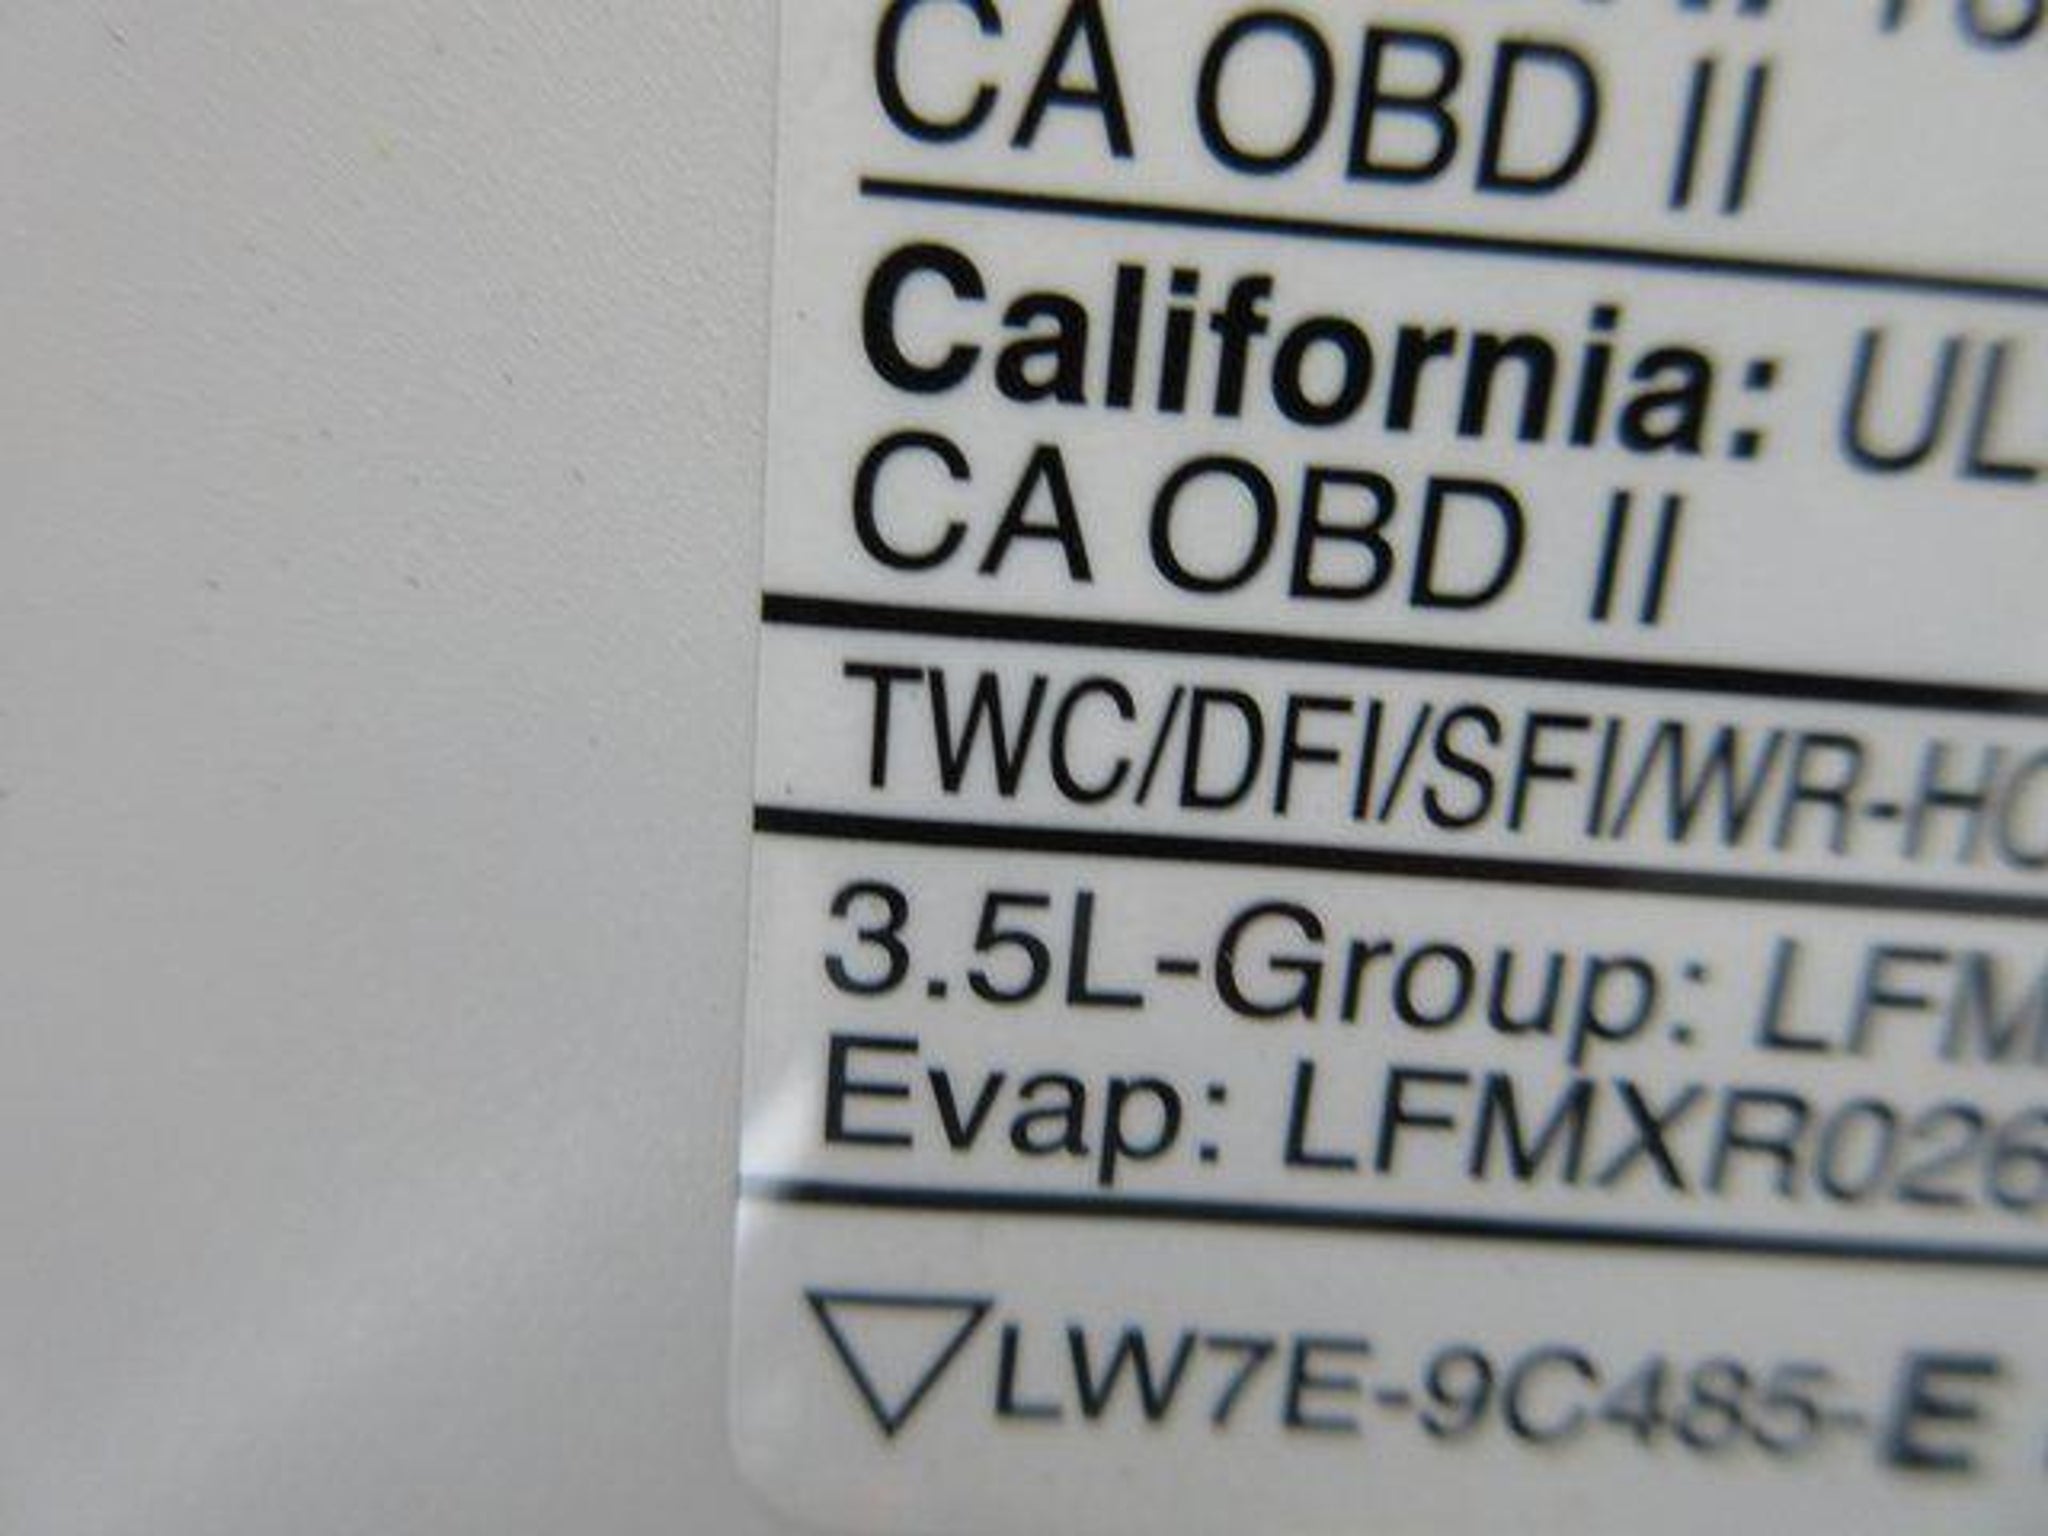 CA OBD II
California: UL
CA OBD II
TWC/DFI/SFI/WR-HO
3.5L-Group: LFM
Evap: LFMXR026
LW7E-9C485-E